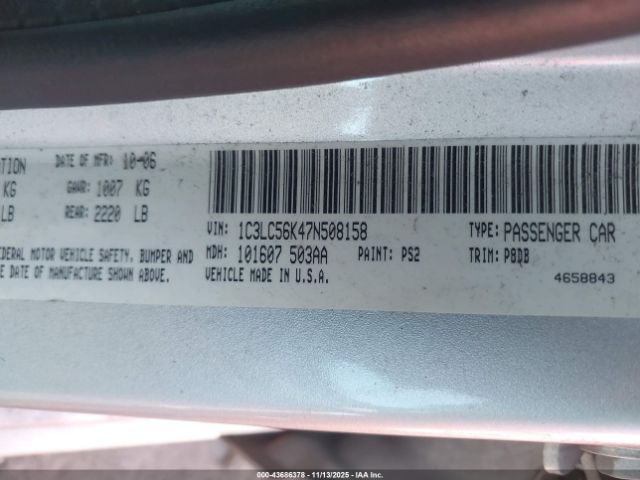 ATION DATE OF MFR: 10-06
KG GAWR: 1007 KG
LB REAR: 2220 LB
FEDERAL MOTOR VEHICLE SAFETY, BUMPER AND
E DATE OF MANUFACTURE SHOWN ABOVE.
VIN: 1C3LC56K47N508158 TYPE: PASSENGER CAR
MDH: 101607 503AA PAINT: PS2 TRIM: P8DB
VEHICLE MADE IN U.S.A. 4658843
000-43686378 - 11/13/2025 - IAA Inc.